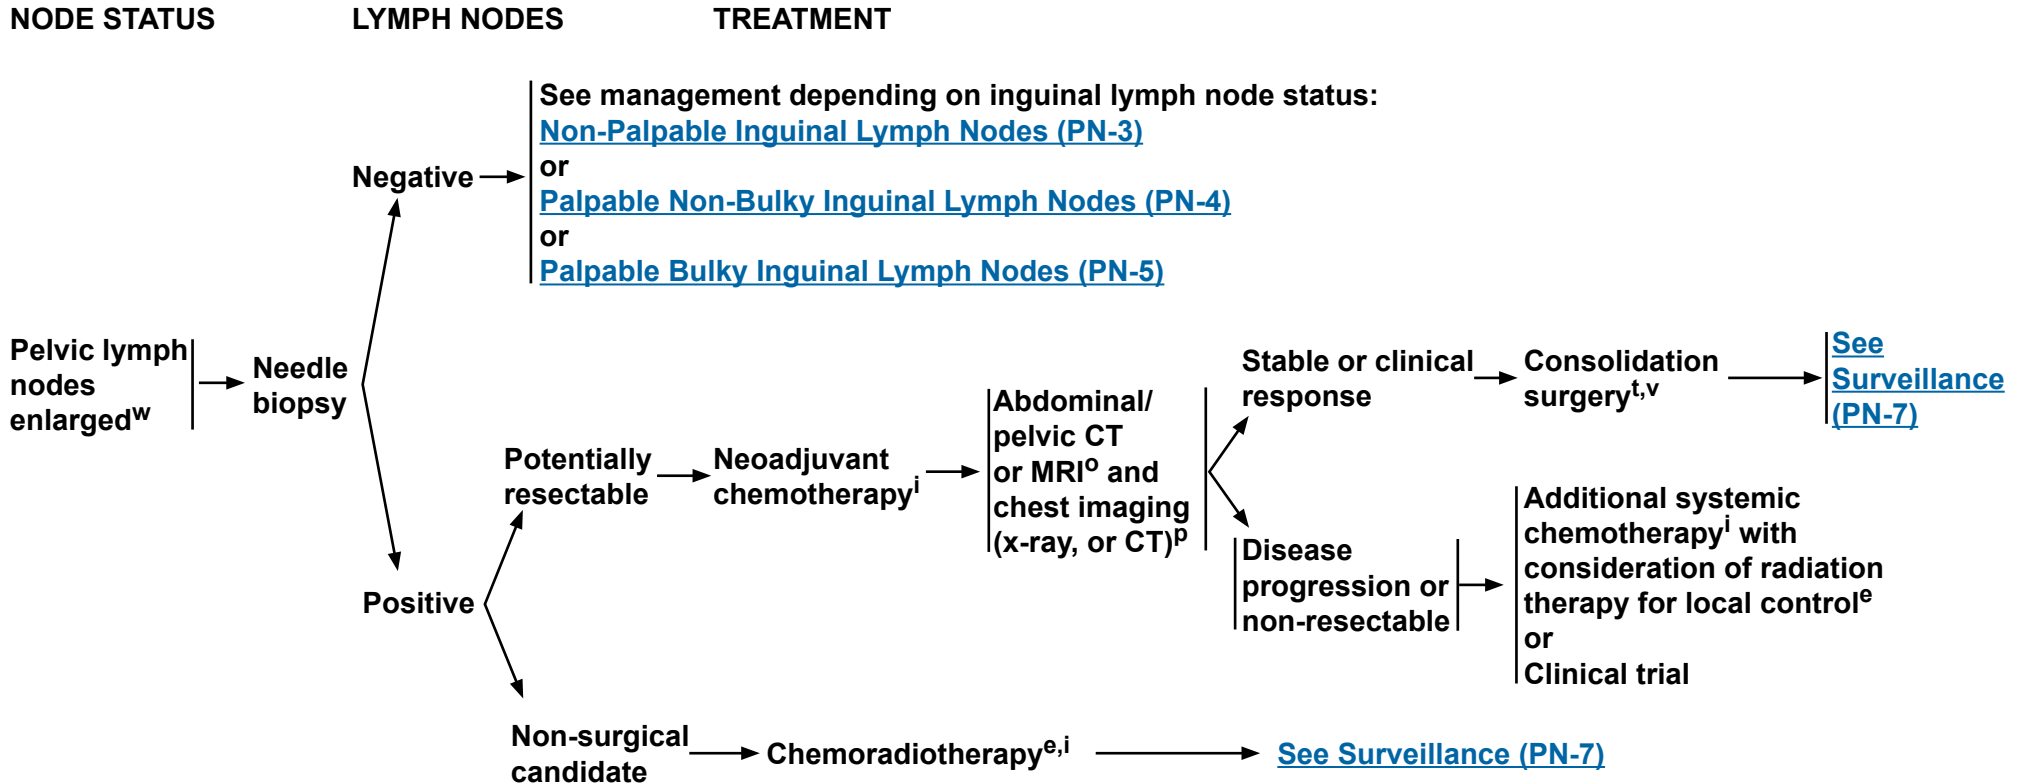 NODE STATUS
LYMPH NODES
TREATMENT
See management depending on inguinal lymph node status:
Non-Palpable Inguinal Lymph Nodes (PN-3)
or
Palpable Non-Bulky Inguinal Lymph Nodes (PN-4)
or
Palpable Bulky Inguinal Lymph Nodes (PN-5)
Negative
Pelvic lymph
nodes
enlargedw
Needle
biopsy
Positive
Potentially
resectable
Neoadjuvant
chemotherapyi
Abdominal/
pelvic CT
or MRIo and
chest imaging
(x-ray, or CT)p
Stable or clinical
response
Consolidation
surgeryt,v
See
Surveillance
(PN-7)
Disease
progression or
non-resectable
Additional systemic
chemotherapyi with
consideration of radiation
therapy for local controle
or
Clinical trial
Non-surgical
candidate
Chemoradiotherapye,i
See Surveillance (PN-7)